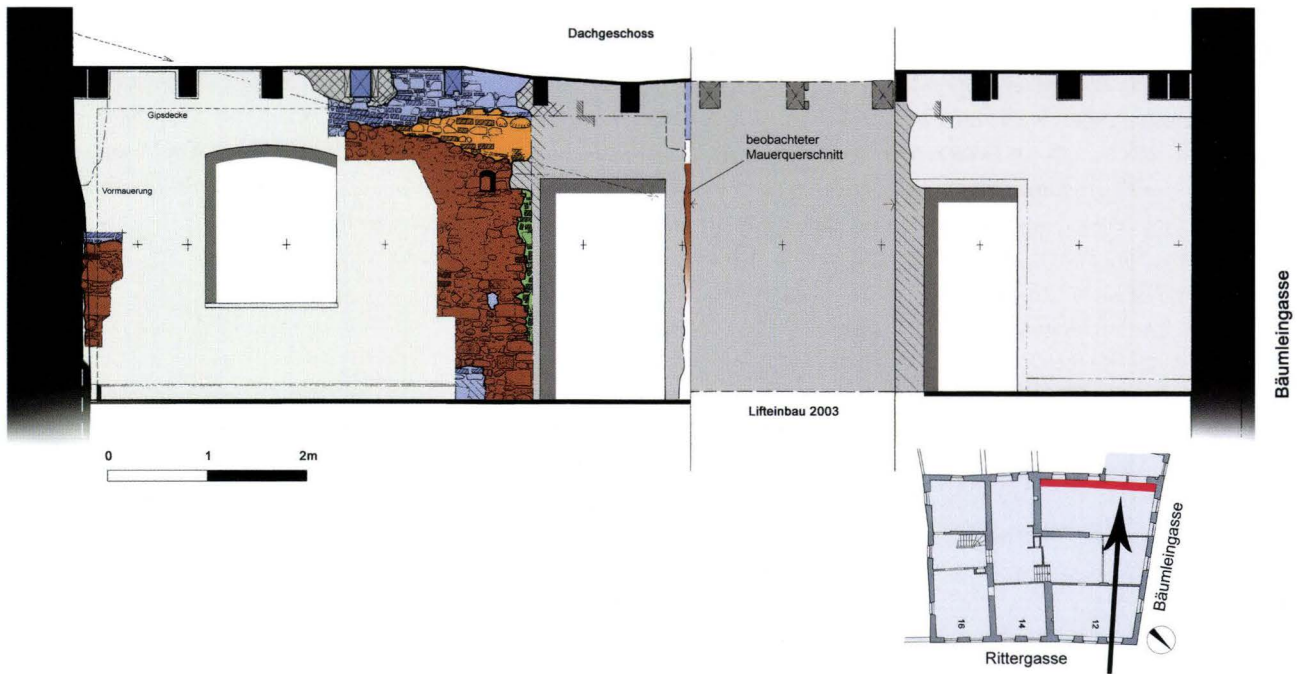 Dachgeschoss
Gipsdecke
beobachteter
Mauerquerschnitt
Vormauerung
Bäumleingasse
Lifteinbau 2003
0 1 2m
Bäumleingasse
16
14
12
Rittergasse